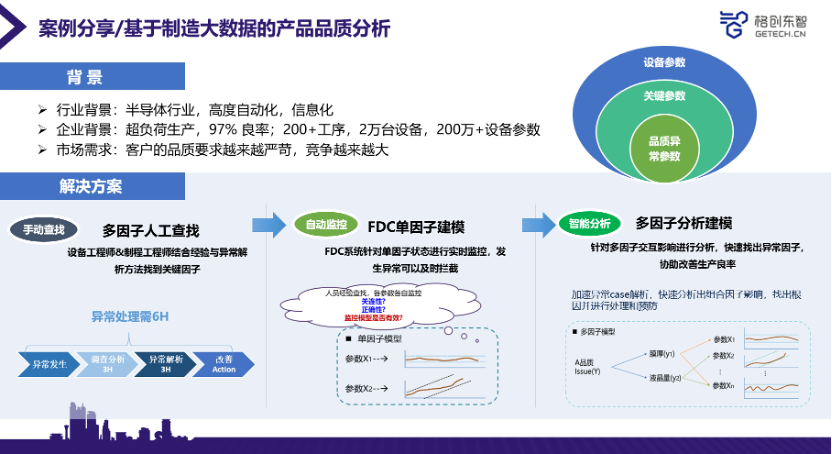 案例分享/基于制造大数据的产品品质分析
格创东智
GETECH.CN
背 景
➢ 行业背景：半导体行业，高度自动化，信息化
➢ 企业背景：超负荷生产，97% 良率；200+工序，2万台设备，200万+设备参数
➢ 市场需求：客户的品质要求越来越严苛，竞争越来越大
设备参数
关键参数
品质异
常参数
解决方案
手动查找
多因子人工查找
设备工程师&制程工程师结合经验与异常解
析方法找到关键因子
异常处理需6H
异常发生
调查分析
3H
异常解析
3H
改善
Action
自动监控
FDC单因子建模
FDC系统针对单因子状态进行实时监控，发
生异常可以及时拦截
人员经验查找，各参数各自监控
关连性？
正确性？
监控模型是否有效？
■ 单因子模型
参数X1
参数X2
智能分析
多因子分析建模
针对多因子交互影响进行分析，快速找出异常因子，
协助改善生产良率
加速异常case解析，快速分析出组合因子影响，找出根
因并进行处理和预防
■ 多因子模型
A品质
Issue(Y)
膜厚(y1)
液晶量(y2)
参数X1
参数X2
⋮
参数Xn
⋮